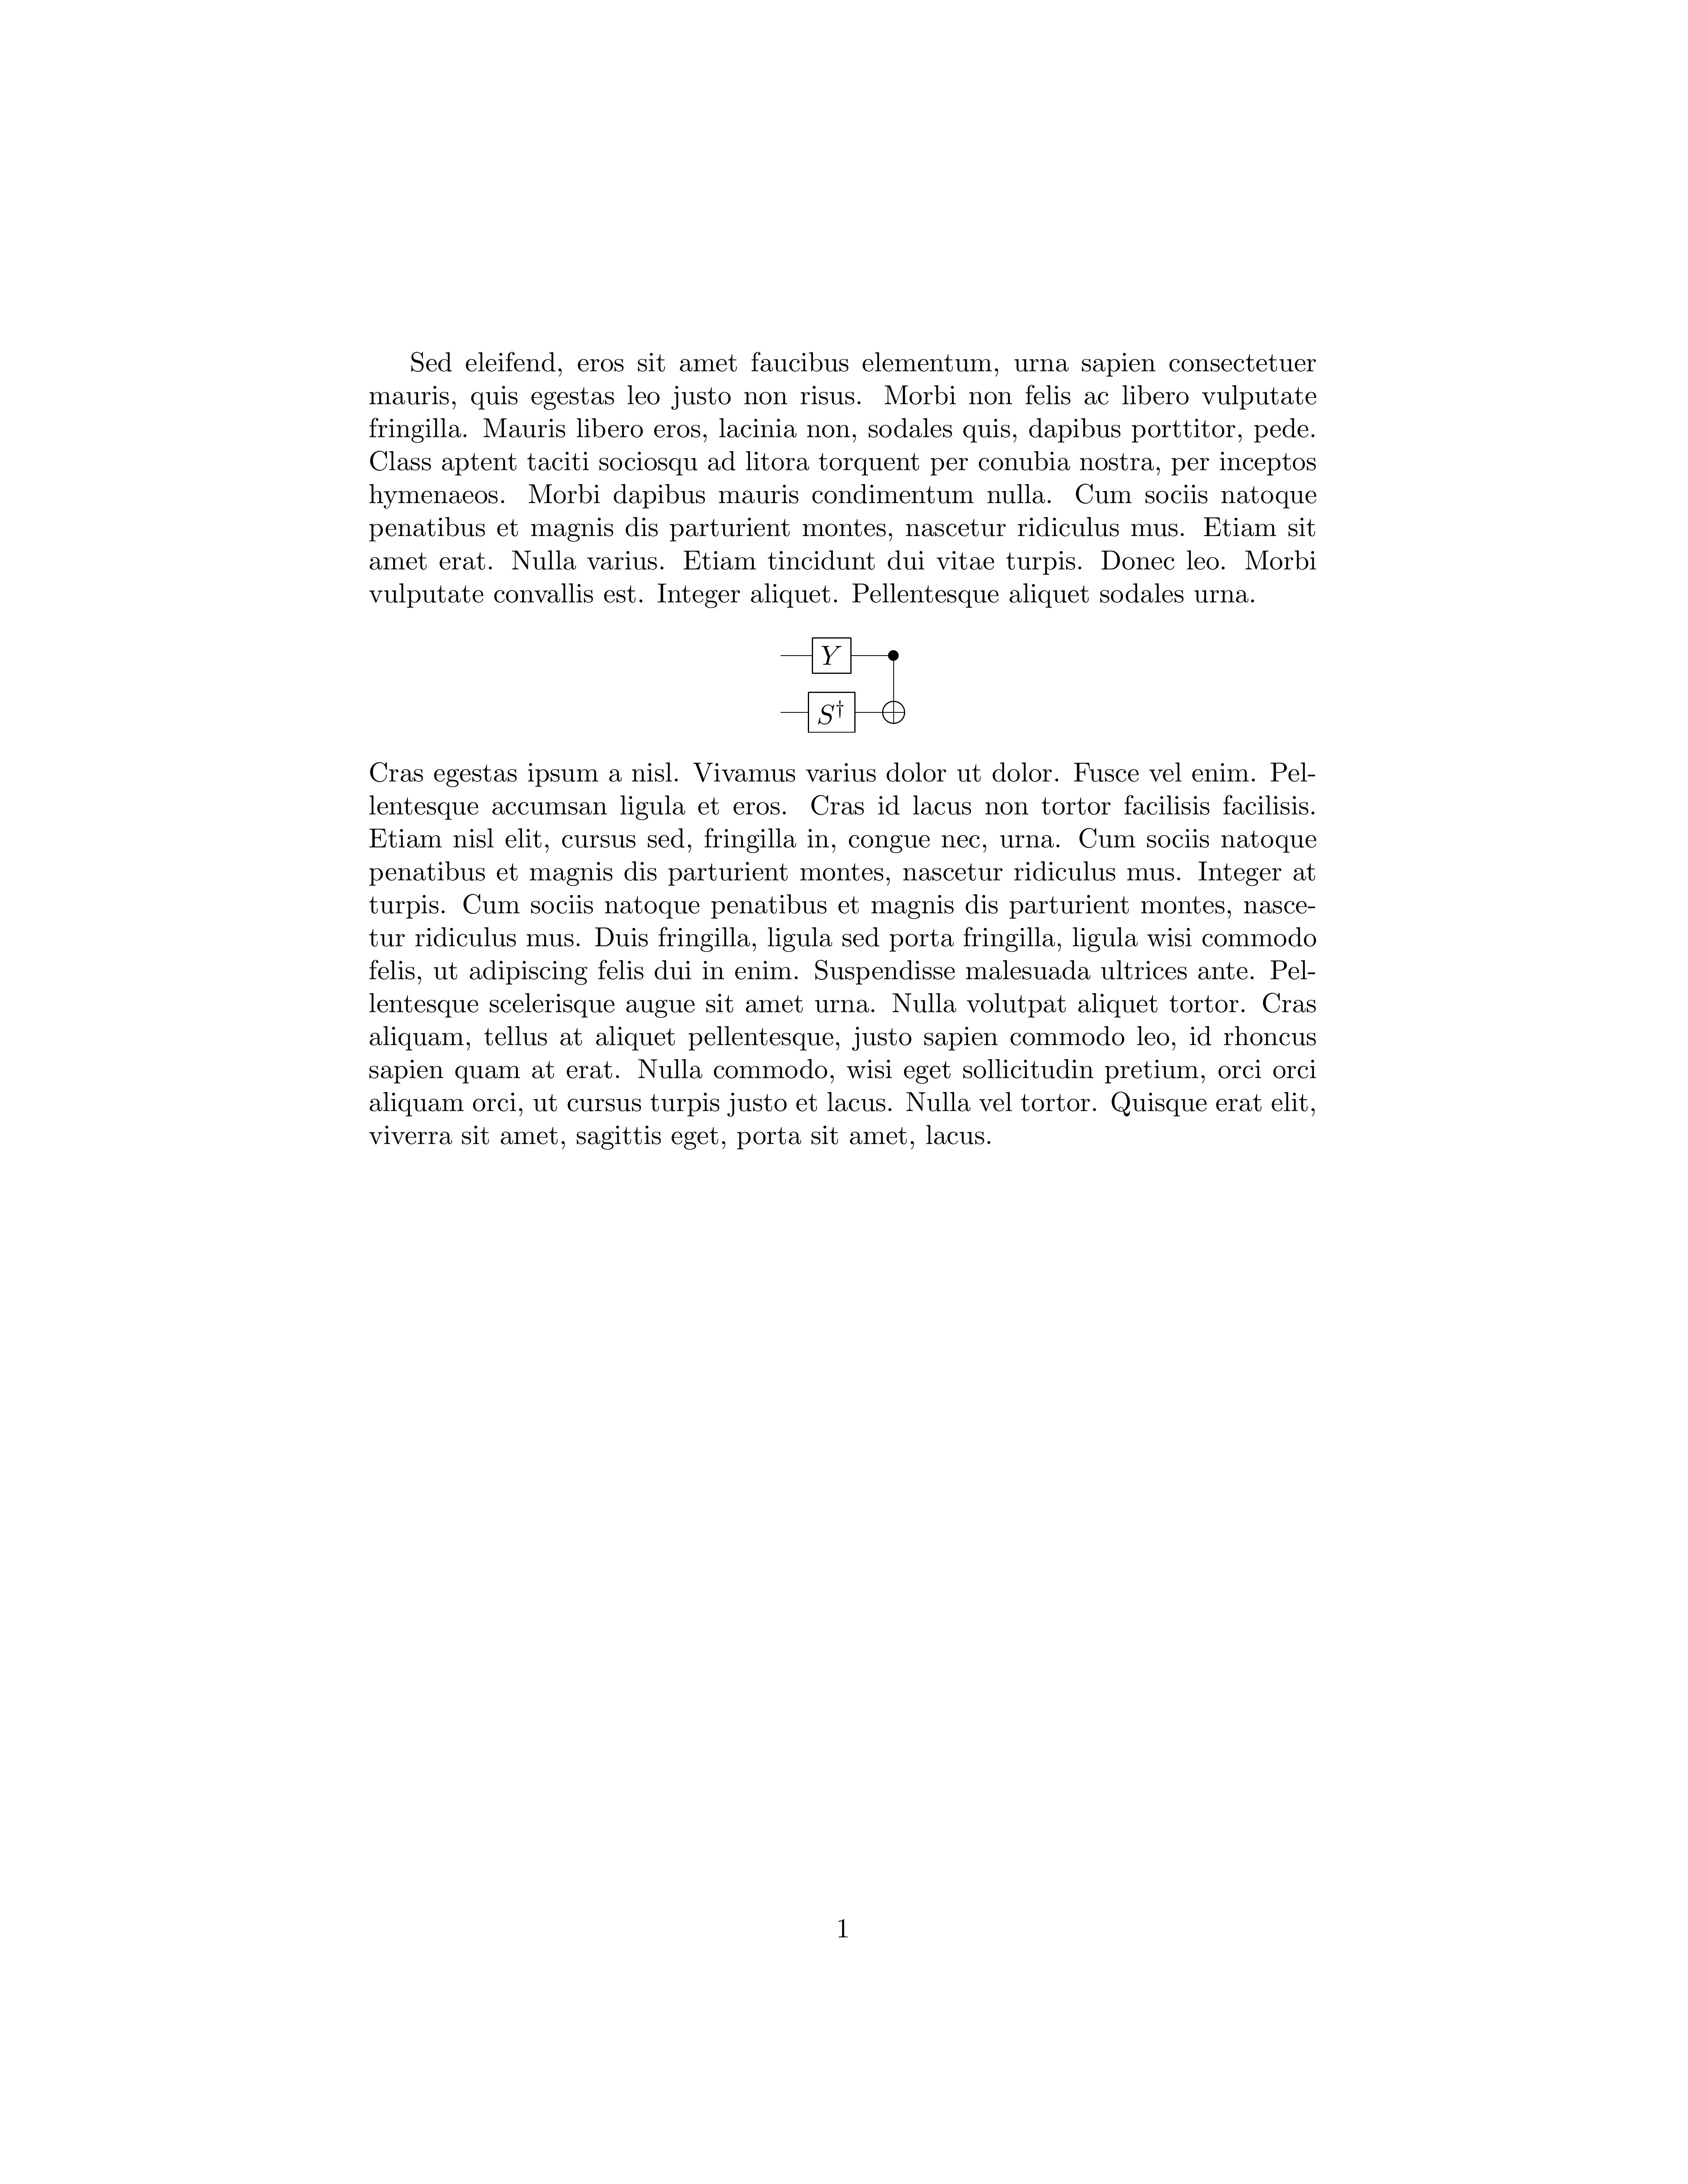 Sed eleifend, eros sit amet faucibus elementum, urna sapien consectetuer
mauris, quis egestas leo justo non risus. Morbi non felis ac libero vulputate
fringilla. Mauris libero eros, lacinia non, sodales quis, dapibus porttitor, pede.
Class aptent taciti sociosqu ad litora torquent per conubia nostra, per inceptos
hymenaeos. Morbi dapibus mauris condimentum nulla. Cum sociis natoque
penatibus et magnis dis parturient montes, nascetur ridiculus mus. Etiam sit
amet erat. Nulla varius. Etiam tincidunt dui vitae turpis. Donec leo. Morbi
vulputate convallis est. Integer aliquet. Pellentesque aliquet sodales urna.
Y
S†
Cras egestas ipsum a nisl. Vivamus varius dolor ut dolor. Fusce vel enim. Pel-
lentesque accumsan ligula et eros. Cras id lacus non tortor facilisis facilisis.
Etiam nisl elit, cursus sed, fringilla in, congue nec, urna. Cum sociis natoque
penatibus et magnis dis parturient montes, nascetur ridiculus mus. Integer at
turpis. Cum sociis natoque penatibus et magnis dis parturient montes, nasce-
tur ridiculus mus. Duis fringilla, ligula sed porta fringilla, ligula wisi commodo
felis, ut adipiscing felis dui in enim. Suspendisse malesuada ultrices ante. Pel-
lentesque scelerisque augue sit amet urna. Nulla volutpat aliquet tortor. Cras
aliquam, tellus at aliquet pellentesque, justo sapien commodo leo, id rhoncus
sapien quam at erat. Nulla commodo, wisi eget sollicitudin pretium, orci orci
aliquam orci, ut cursus turpis justo et lacus. Nulla vel tortor. Quisque erat elit,
viverra sit amet, sagittis eget, porta sit amet, lacus.
1